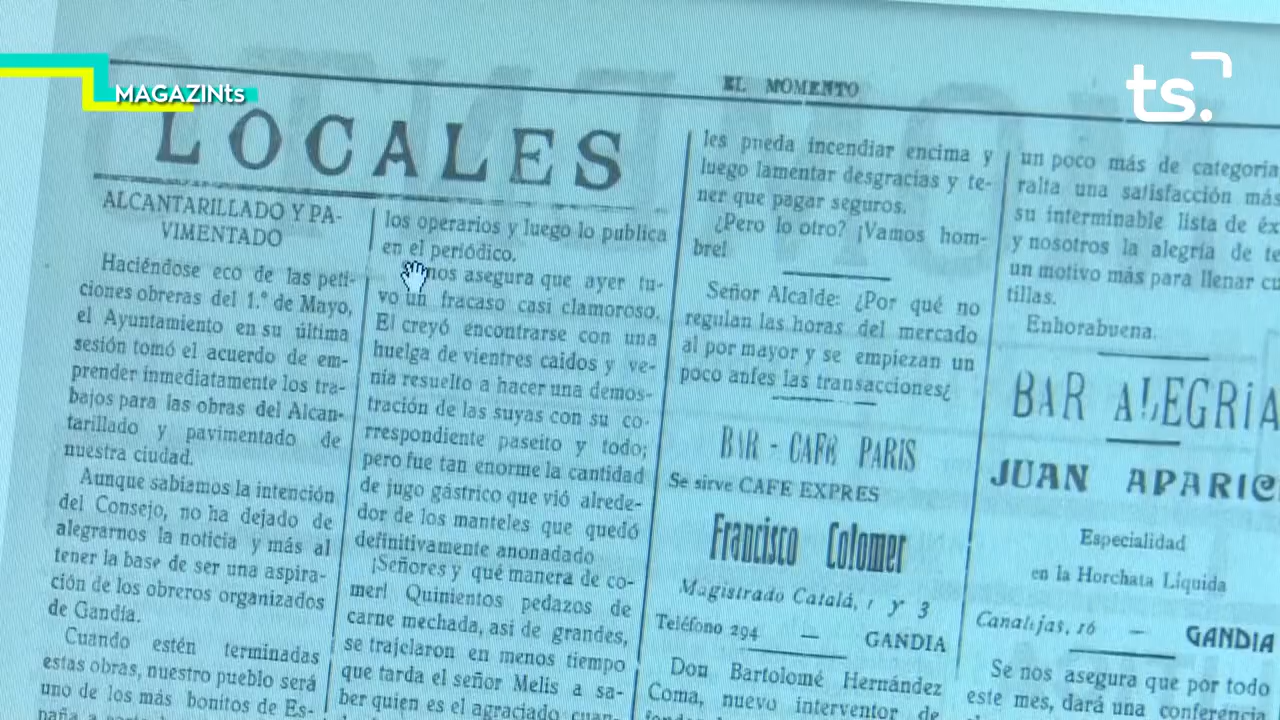 MAGAZINts
ts.
EL MOMENTO
LOCALES
ALCANTARILLADO Y PA-
VIMENTADO
Haciéndose eco de las peti-
ciones obreras del 1.º de Mayo,
el Ayuntamiento en su última
sesión tomó el acuerdo de em-
prender inmediatamente los tra-
bajos para las obras del Alcan-
tarillado y pavimentado de
nuestra ciudad.
Aunque sabíamos la intención
del Consejo, no ha dejado de
alegrarnos la noticia y más al
tener la base de ser una aspira-
ción de los obreros organizados
de Gandía.
Cuando estén terminadas
estas obras, nuestro pueblo será
uno de los más bonitos de Es-
los operarios y luego lo publica
en el periódico.
nos asegura que ayer tu-
vo un fracaso casi clamoroso.
El creyó encontrarse con una
huelga de vientres caidos y ve-
nía resuelto a hacer una demos-
tración de las suyas con su co-
rrespondiente paseito y todo;
pero fue tan enorme la cantidad
de jugo gástrico que vió alrede-
dor de los manteles que quedó
definitivamente anonadado
¡Señores y qué manera de co-
mer! Quinientos pedazos de
carne mechada, asi de grandes,
se trajelaron en menos tiempo
que tarda el señor Melis a sa-
ber quien es el agraciado
les pueda incendiar encima y
luego lamentar desgracias y te-
ner que pagar seguros.
¿Pero lo otro? ¡Vamos hom-
bre!
Señor Alcalde: ¿Por qué no
regulan las horas del mercado
al por mayor y se empiezan un
poco antes las transacciones¿
BAR - CAFÉ PARIS
Se sirve CAFE EXPRES
Francisco Colomer
Magistrado Catalá, 1 y 3
Teléfono 294 — GANDIA
Don Bartolomé Hernández
Coma, nuevo interventor de
un poco más de categoria
ralta una satisfacción más
su interminable lista de éx
y nosotros la alegría de te
un motivo más para llenar cu
tillas.
Enhorabuena.
BAR ALEGRÍA
JUAN APARIC
Especialidad
en la Horchata Líquida
Canalejas, 16 — GANDIA
Se nos asegura que por todo
este mes, dará una conferencia